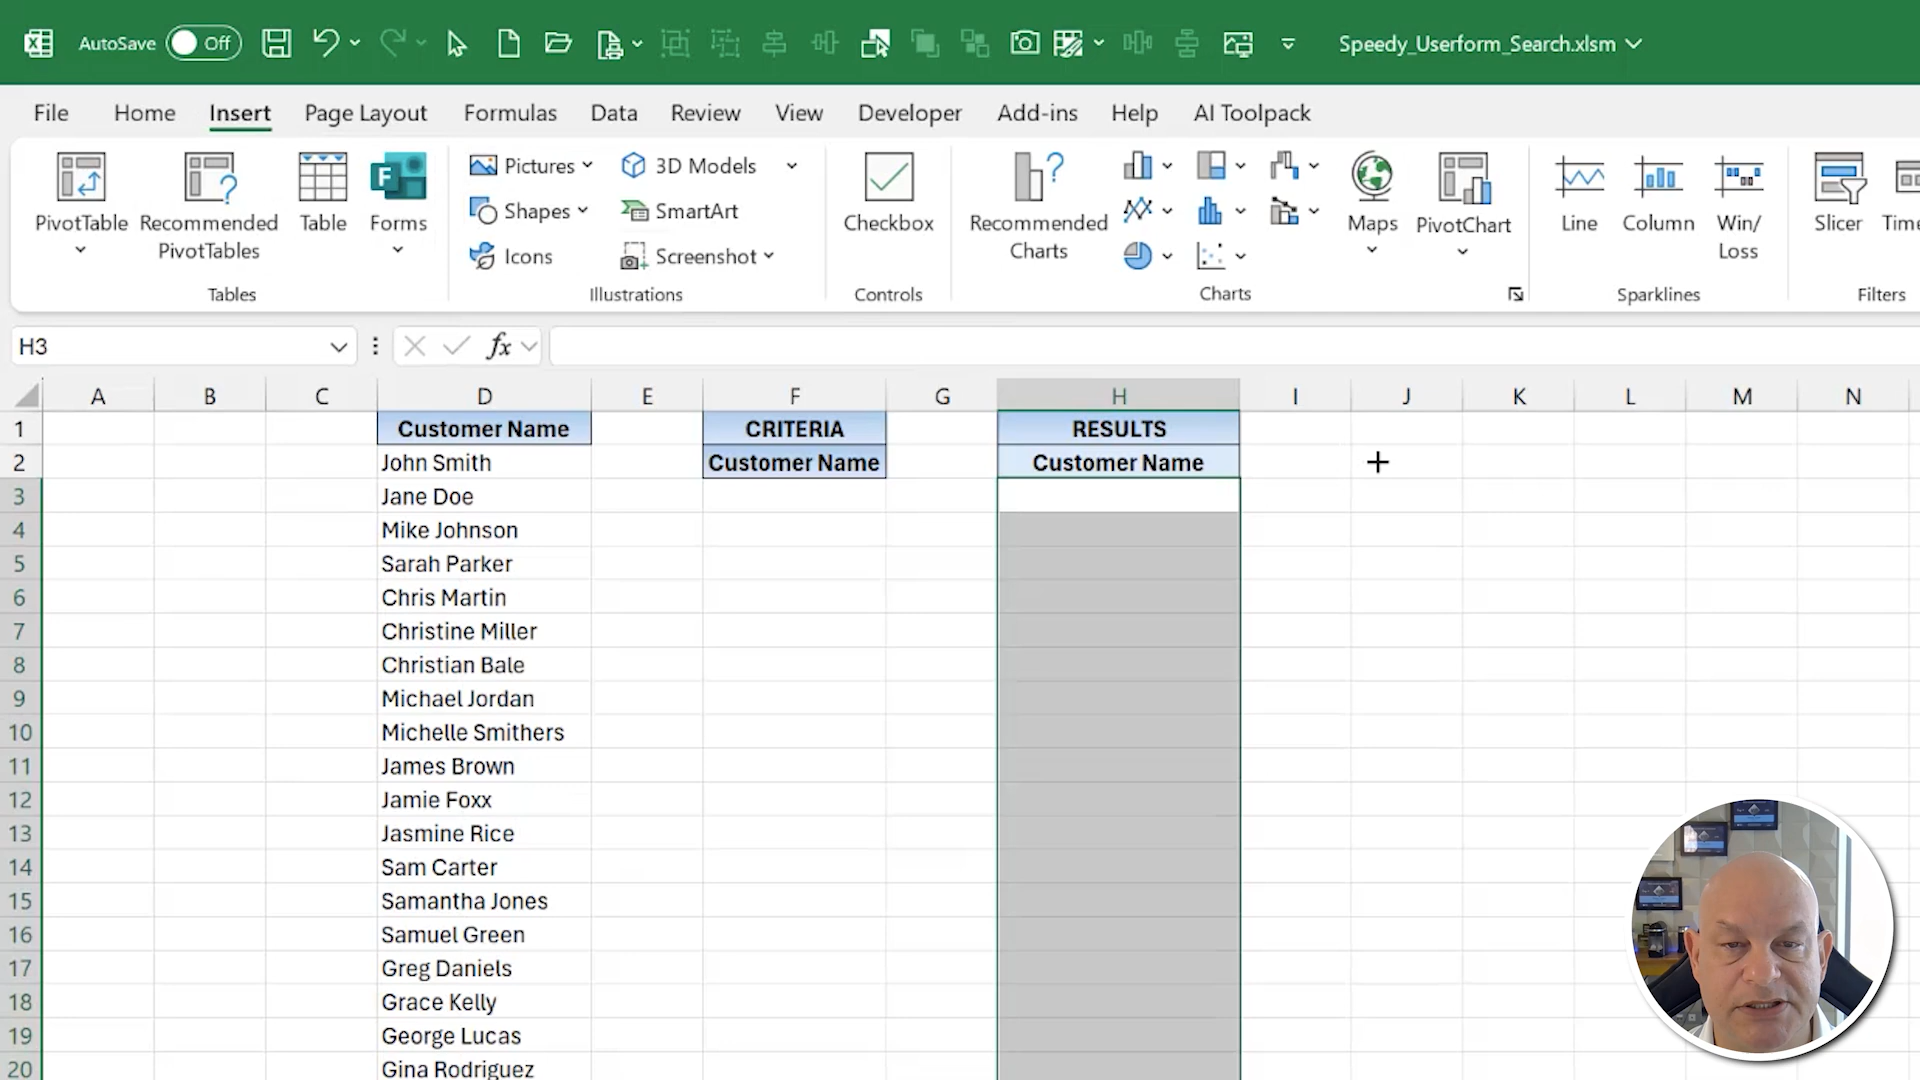 AutoSave Off Speedy_Userform_Search.xlsm
File Home Insert Page Layout Formulas Data Review View Developer Add-ins Help AI Toolpack
PivotTable
Recommended
PivotTables
Table
Forms
Tables
Pictures
Shapes
Icons
3D Models
SmartArt
Screenshot
Illustrations
Checkbox
Controls
Recommended
Charts
Maps
PivotChart
Charts
Line
Column
Win/
Loss
Sparklines
Slicer
Time
Filters
H3 fx
A B C D E F G H I J K L M N
1 Customer Name CRITERIA RESULTS
2 John Smith Customer Name Customer Name
3 Jane Doe
4 Mike Johnson
5 Sarah Parker
6 Chris Martin
7 Christine Miller
8 Christian Bale
9 Michael Jordan
10 Michelle Smithers
11 James Brown
12 Jamie Foxx
13 Jasmine Rice
14 Sam Carter
15 Samantha Jones
16 Samuel Green
17 Greg Daniels
18 Grace Kelly
19 George Lucas
20 Gina Rodriguez